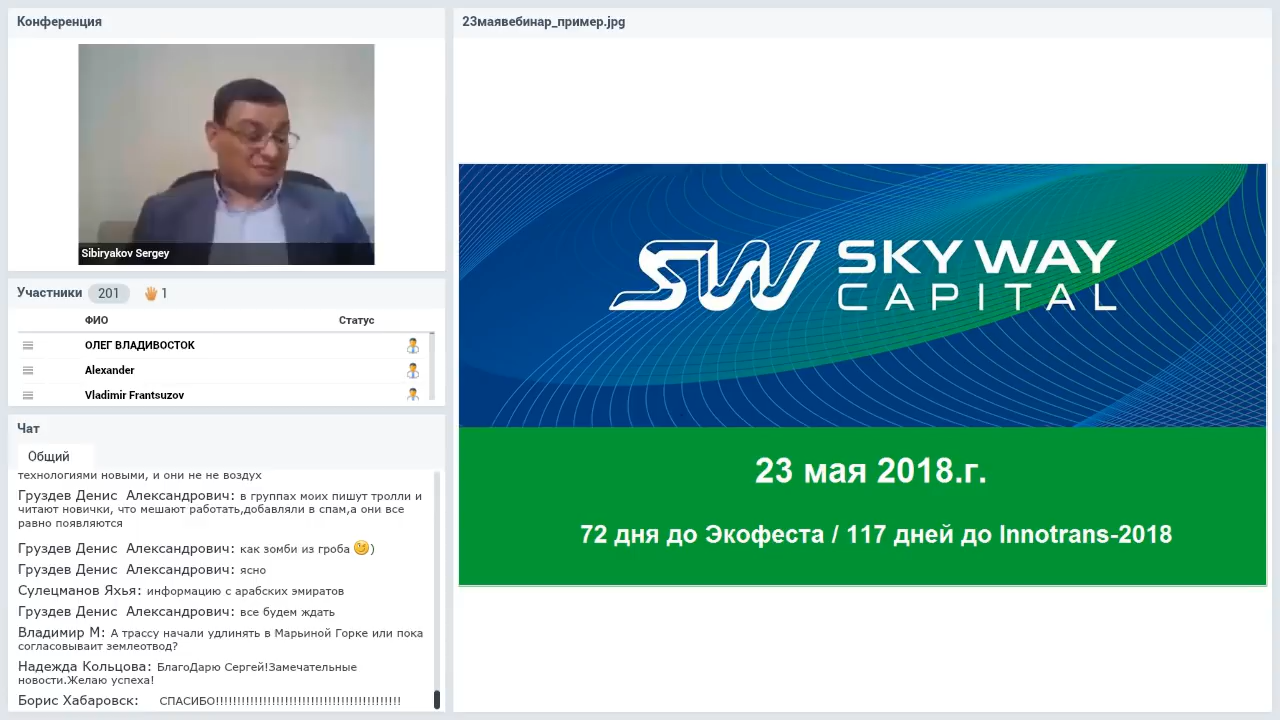 Конференция
Sibiryakov Sergey
Участники 201 1
ФИО Статус
ОЛЕГ ВЛАДИВОСТОК
Alexander
Vladimir Frantsuzov
Чат
Общий
технологиями новыми, и они не не воздух
Груздев Денис Александрович: в группах моих пишут тролли и
читают новички, что мешают работать,добавляли в спам,а они все
равно появляются
Груздев Денис Александрович: как зомби из гроба )
Груздев Денис Александрович: ясно
Сулецманов Яхья: информацию с арабских эмиратов
Груздев Денис Александрович: все будем ждать
Владимир М: А трассу начали удлинять в Марьиной Горке или пока
согласовываит землеотвод?
Надежда Кольцова: БлагоДарю Сергей!Замечательные
новости.Желаю успеха!
Борис Хабаровск: СПАСИБО!!!!!!!!!!!!!!!!!!!!!!!!!!!!!!!!!!!!!!!!!!!
23маявебинар_пример.jpg
SW SKY WAY
CAPITAL
23 мая 2018.г.
72 дня до Экофеста / 117 дней до Innotrans-2018